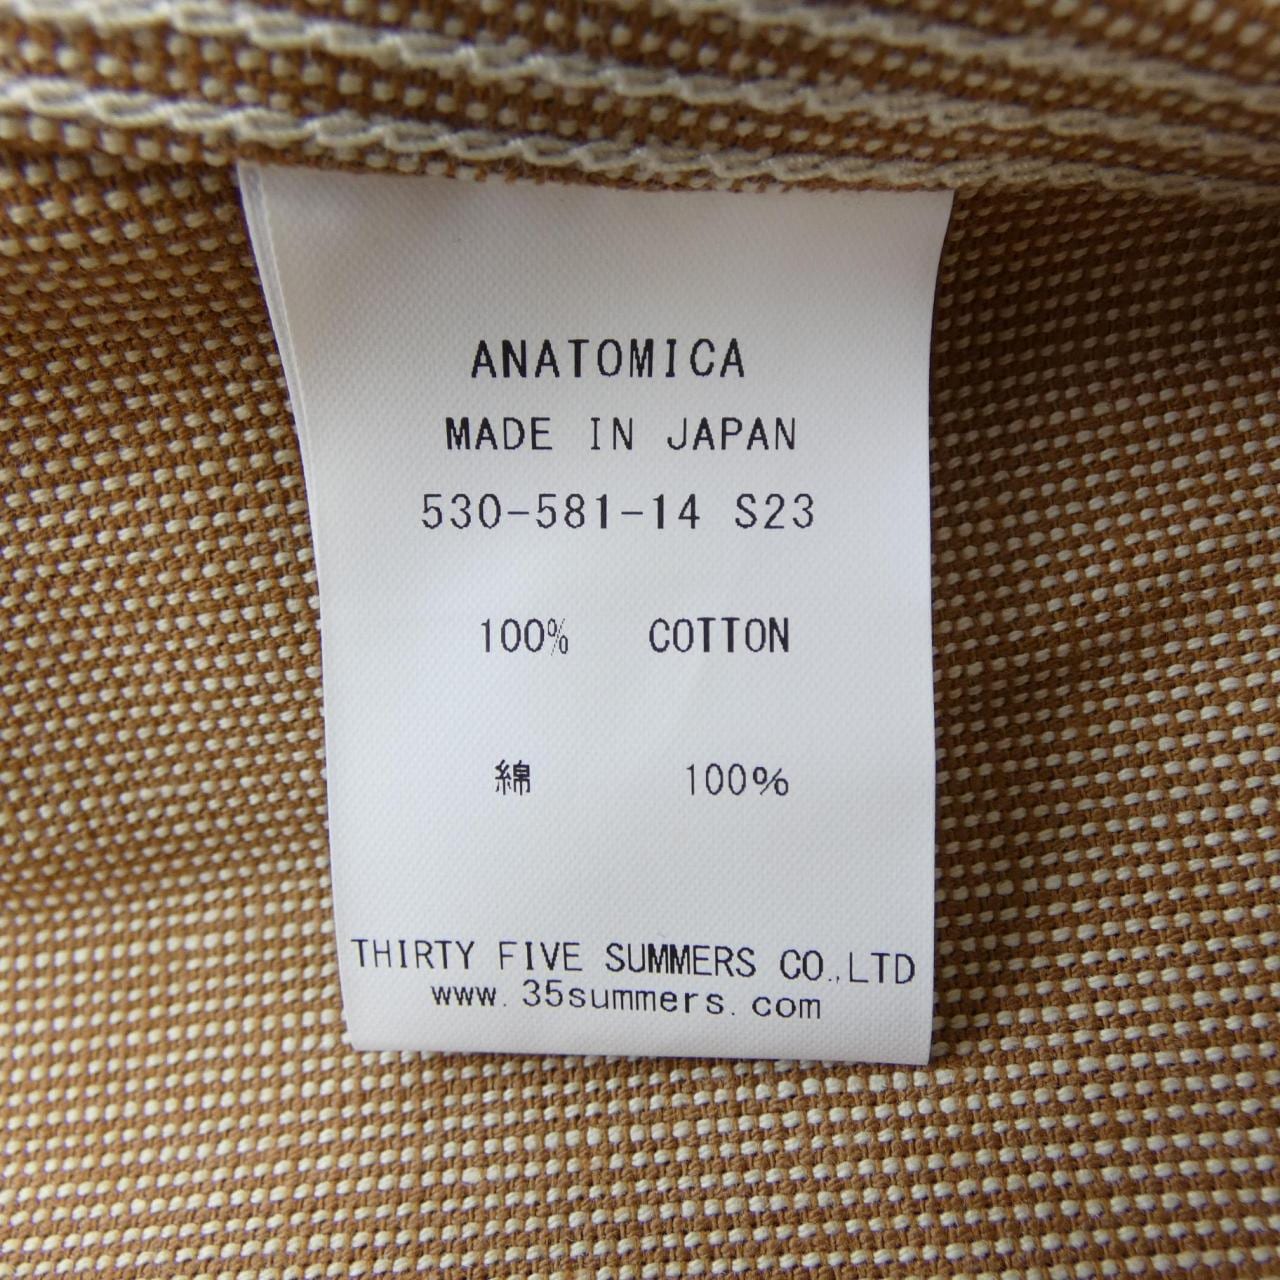 ANATOMICA
MADE IN JAPAN
530-581-14 S23
100% COTTON
綿 100%
THIRTY FIVE SUMMERS CO.,LTD
www.35summers.com